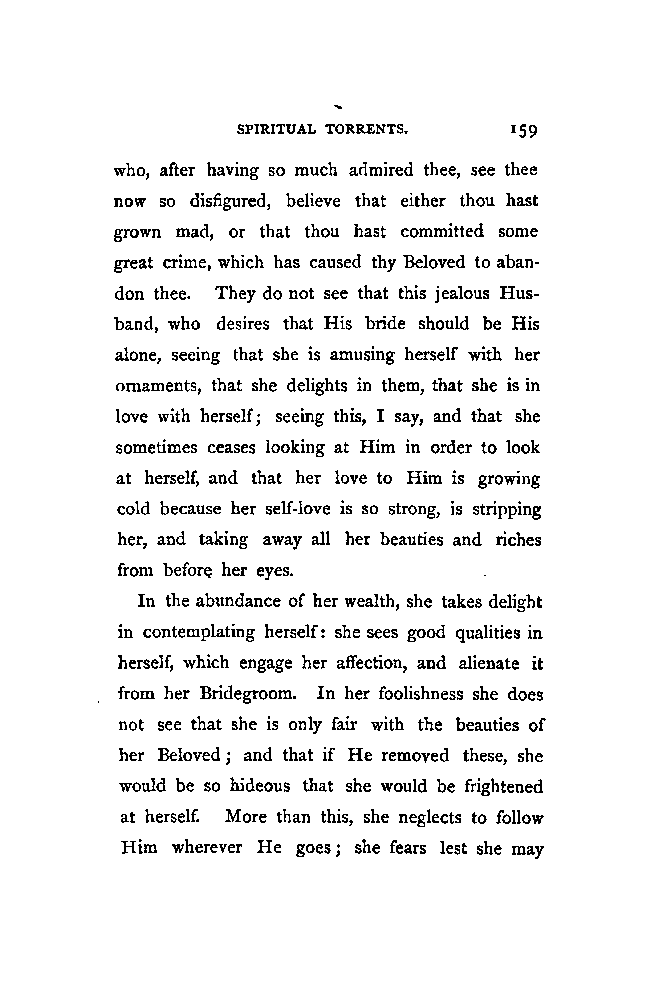 SPIRITUAL TORRENTS. 159
who, after having so much admired thee, see thee
now so disfigured, believe that either thou hast
grown mad, or that thou hast committed some
great crime, which has caused thy Beloved to aban-
don thee. They do not see that this jealous Hus-
band, who desires that His bride should be His
alone, seeing that she is amusing herself with her
ornaments, that she delights in them, that she is in
love with herself; seeing this, I say, and that she
sometimes ceases looking at Him in order to look
at herself, and that her love to Him is growing
cold because her self-love is so strong, is stripping
her, and taking away all her beauties and riches
from before her eyes.
In the abundance of her wealth, she takes delight
in contemplating herself: she sees good qualities in
herself, which engage her affection, and alienate it
from her Bridegroom. In her foolishness she does
not see that she is only fair with the beauties of
her Beloved; and that if He removed these, she
would be so hideous that she would be frightened
at herself. More than this, she neglects to follow
Him wherever He goes; she fears lest she may